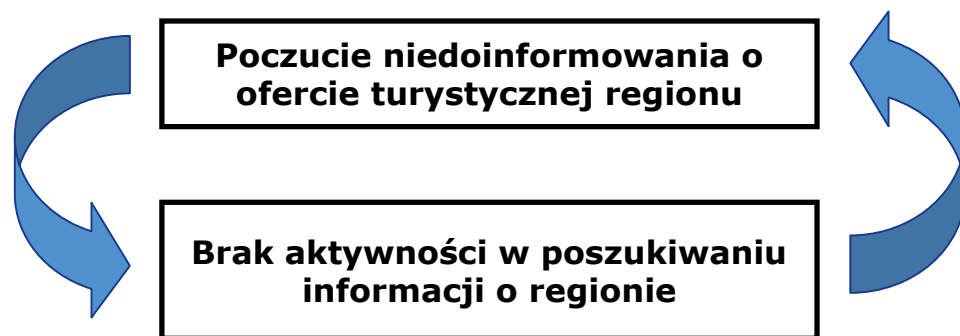 Poczucie niedoinformowania o
ofercie turystycznej regionu
Brak aktywności w poszukiwaniu
informacji o regionie